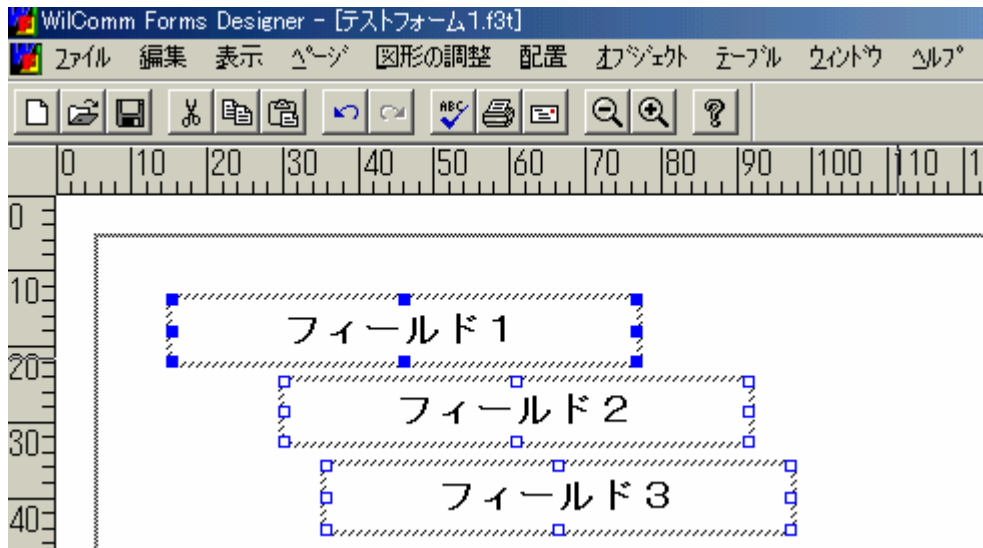 WilComm Forms Designer - [テストフォーム1.f3t]
ﾌｧｲﾙ 編集 表示 ﾍﾟｰｼﾞ 図形の調整 配置 ｵﾌﾞｼﾞｪｸﾄ ﾃｰﾌﾞﾙ ｳｨﾝﾄﾞｳ ﾍﾙﾌﾟ
ABC
0 10 20 30 40 50 60 70 80 90 100 110 1
0
10
フィールド1
20
フィールド2
30
フィールド3
40